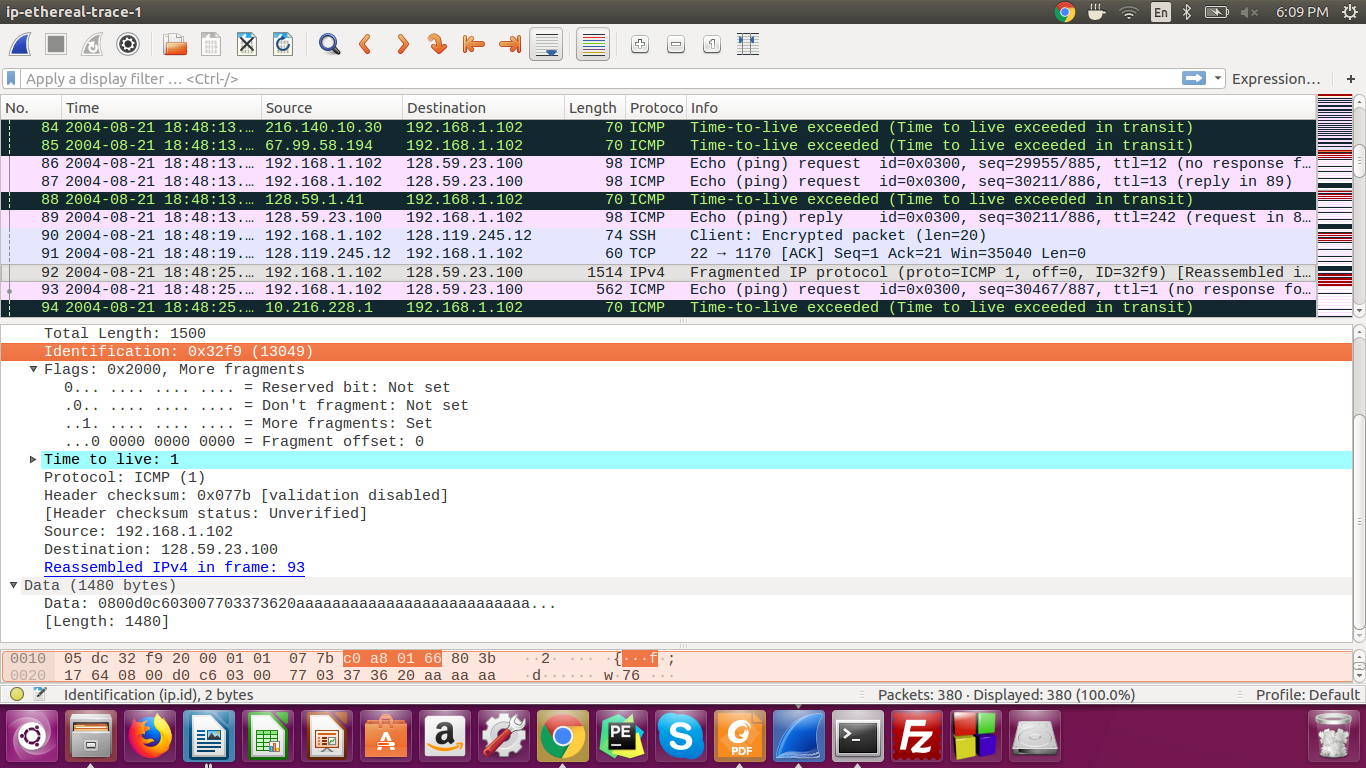 ip-ethereal-trace-1 En 6:09 PM
Apply a display filter … <Ctrl-/> Expression… +
No. Time Source Destination Length Protoco Info
84 2004-08-21 18:48:13.… 216.140.10.30 192.168.1.102 70 ICMP Time-to-live exceeded (Time to live exceeded in transit)
85 2004-08-21 18:48:13.… 67.99.58.194 192.168.1.102 70 ICMP Time-to-live exceeded (Time to live exceeded in transit)
86 2004-08-21 18:48:13.… 192.168.1.102 128.59.23.100 98 ICMP Echo (ping) request id=0x0300, seq=29955/885, ttl=12 (no response f…
87 2004-08-21 18:48:13.… 192.168.1.102 128.59.23.100 98 ICMP Echo (ping) request id=0x0300, seq=30211/886, ttl=13 (reply in 89)
88 2004-08-21 18:48:13.… 128.59.1.41 192.168.1.102 70 ICMP Time-to-live exceeded (Time to live exceeded in transit)
89 2004-08-21 18:48:13.… 128.59.23.100 192.168.1.102 98 ICMP Echo (ping) reply id=0x0300, seq=30211/886, ttl=242 (request in 8…
90 2004-08-21 18:48:19.… 192.168.1.102 128.119.245.12 74 SSH Client: Encrypted packet (len=20)
91 2004-08-21 18:48:19.… 128.119.245.12 192.168.1.102 60 TCP 22 → 1170 [ACK] Seq=1 Ack=21 Win=35040 Len=0
92 2004-08-21 18:48:25.… 192.168.1.102 128.59.23.100 1514 IPv4 Fragmented IP protocol (proto=ICMP 1, off=0, ID=32f9) [Reassembled i…
93 2004-08-21 18:48:25.… 192.168.1.102 128.59.23.100 562 ICMP Echo (ping) request id=0x0300, seq=30467/887, ttl=1 (no response fo…
94 2004-08-21 18:48:25.… 10.216.228.1 192.168.1.102 70 ICMP Time-to-live exceeded (Time to live exceeded in transit)
Total Length: 1500
Identification: 0x32f9 (13049)
Flags: 0x2000, More fragments
0... .... .... .... = Reserved bit: Not set
.0.. .... .... .... = Don't fragment: Not set
..1. .... .... .... = More fragments: Set
...0 0000 0000 0000 = Fragment offset: 0
Time to live: 1
Protocol: ICMP (1)
Header checksum: 0x077b [validation disabled]
[Header checksum status: Unverified]
Source: 192.168.1.102
Destination: 128.59.23.100
Reassembled IPv4 in frame: 93
Data (1480 bytes)
Data: 0800d0c603007703373620aaaaaaaaaaaaaaaaaaaaaaaaaa...
[Length: 1480]
0010 05 dc 32 f9 20 00 01 01 07 7b c0 a8 01 66 80 3b ··2· ··· ·{···f·;
0020 17 64 08 00 d0 c6 03 00 77 03 37 36 20 aa aa aa ·d······ w·76 ···
Identification (ip.id), 2 bytes Packets: 380 · Displayed: 380 (100.0%) Profile: Default
A a PE S PDF >_ Fz